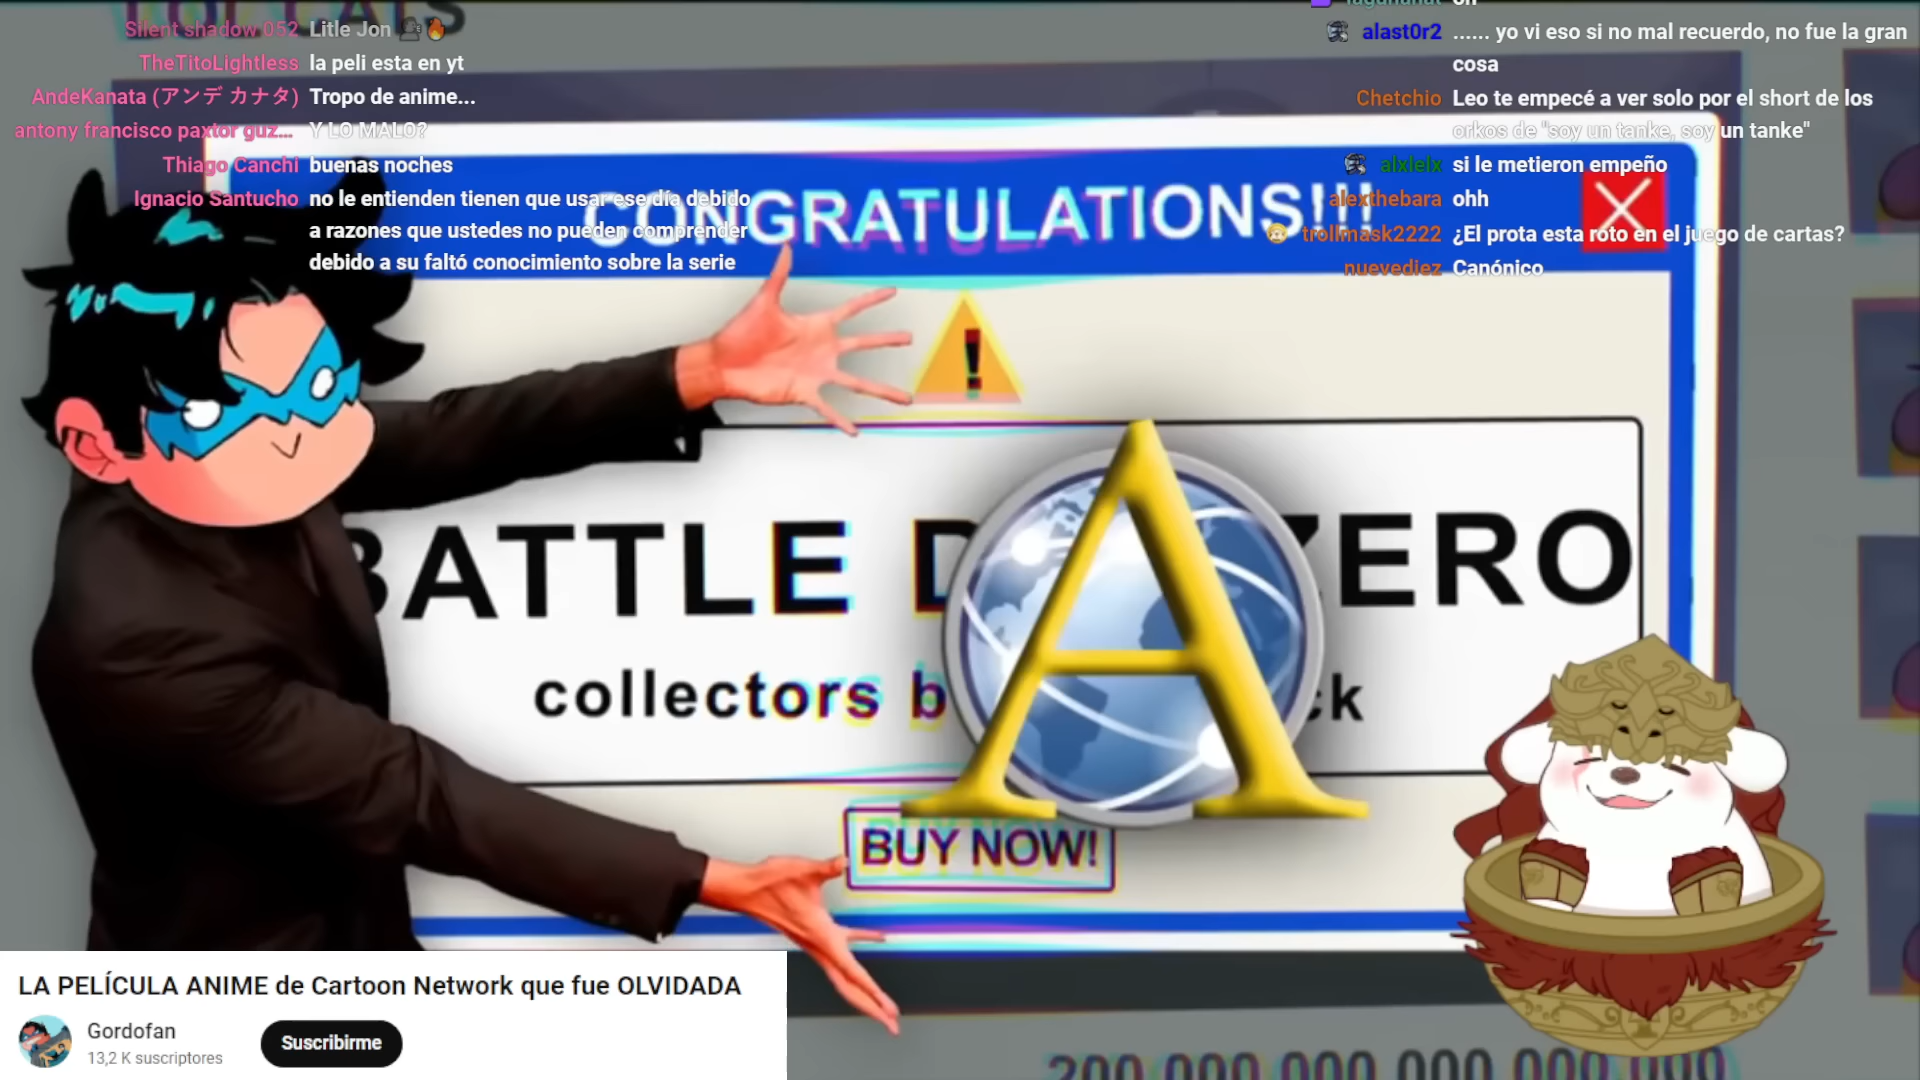 Silent shadow 052 Litle Jon
TheTitoLightless la peli esta en yt
AndeKanata (アンデ カナタ) Tropo de anime...
antony francisco paxtor guz... Y LO MALO?
Thiago Canchi buenas noches
Ignacio Santucho no le entienden tienen que usar ese día debido
a razones que ustedes no pueden comprender
debido a su faltó conocimiento sobre la serie
alast0r2 ...... yo vi eso si no mal recuerdo, no fue la gran
cosa
Chetchio Leo te empecé a ver solo por el short de los
orkos de "soy un tanke, soy un tanke"
alxlelx si le metieron empeño
alexthebara ohh
trollmask2222 ¿El prota esta roto en el juego de cartas?
nuevediez Canónico
CONGRATULATIONS!!!
!
BATTLE D ZERO
collectors b ck
A
BUY NOW!
LA PELÍCULA ANIME de Cartoon Network que fue OLVIDADA
Gordofan
13,2 K suscriptores
Suscribirme